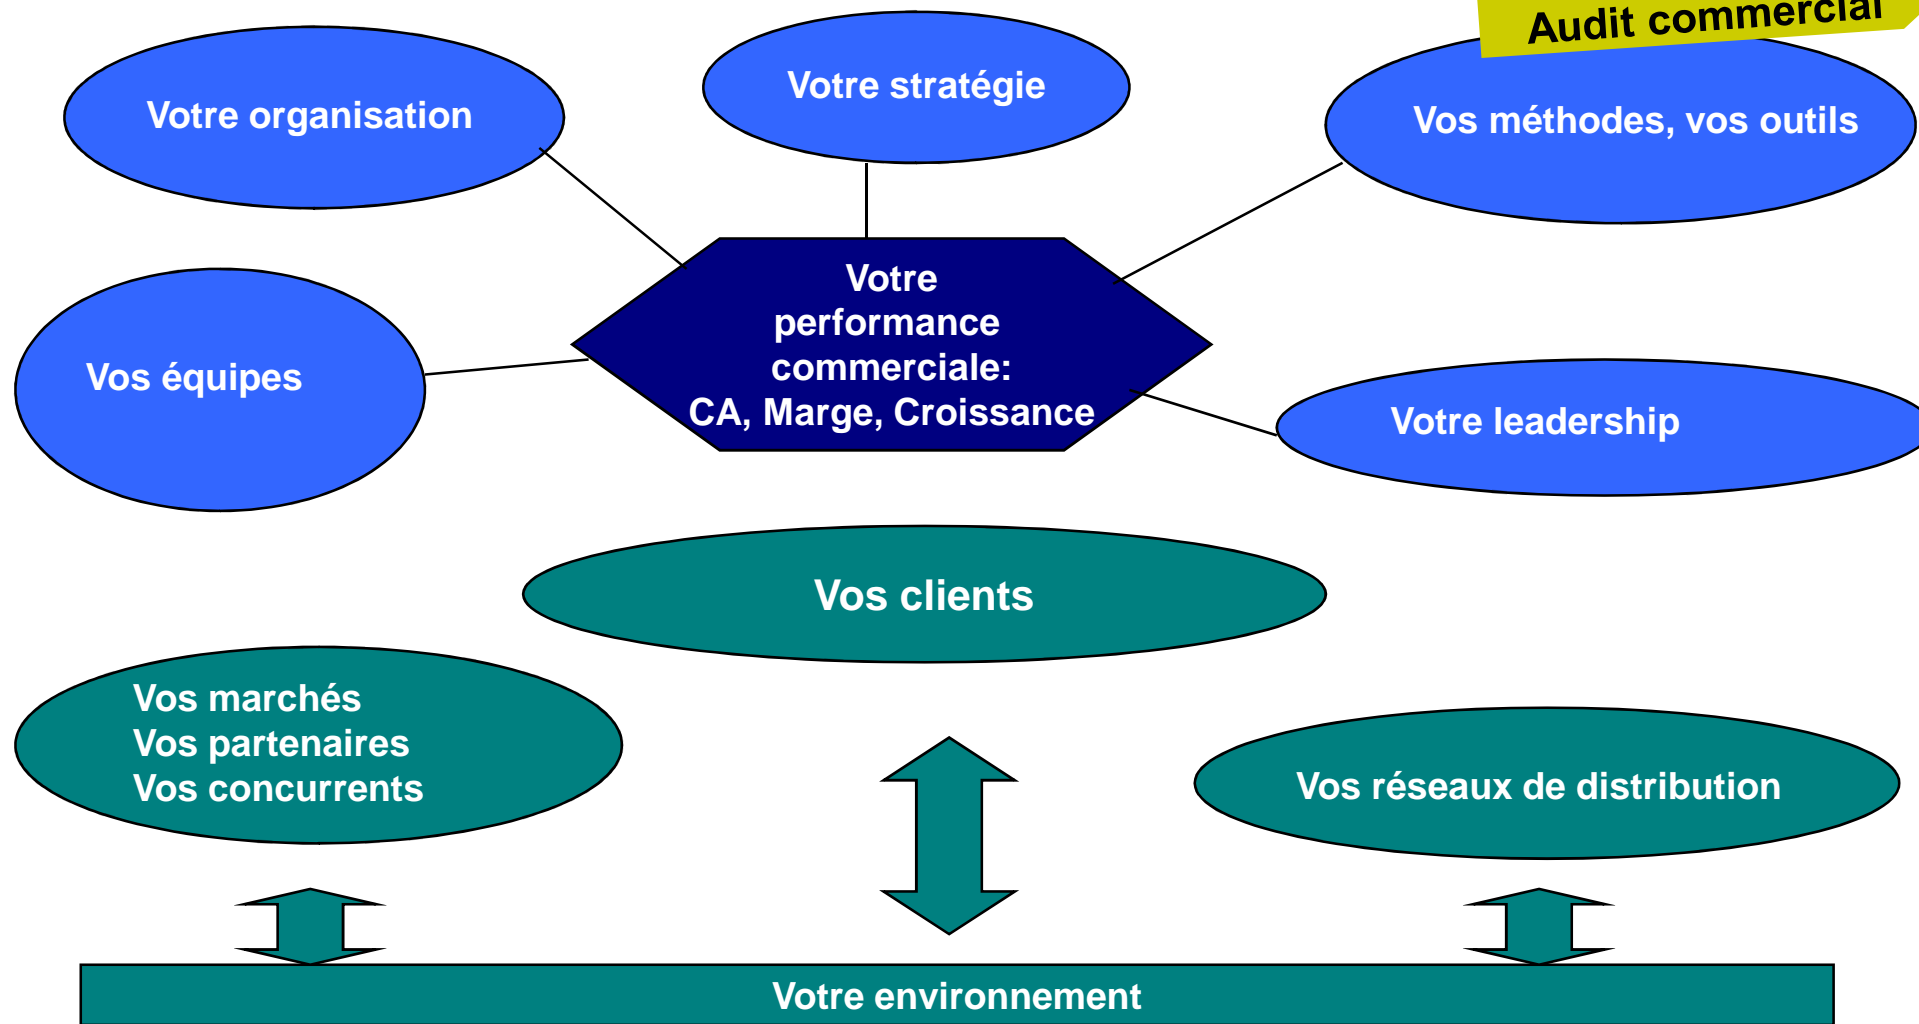 Audit commercial
Votre organisation
Votre stratégie
Vos méthodes, vos outils
Votre
performance
commerciale:
CA, Marge, Croissance
Vos équipes
Votre leadership
Vos clients
Vos marchés
Vos partenaires
Vos concurrents
Vos réseaux de distribution
Votre environnement